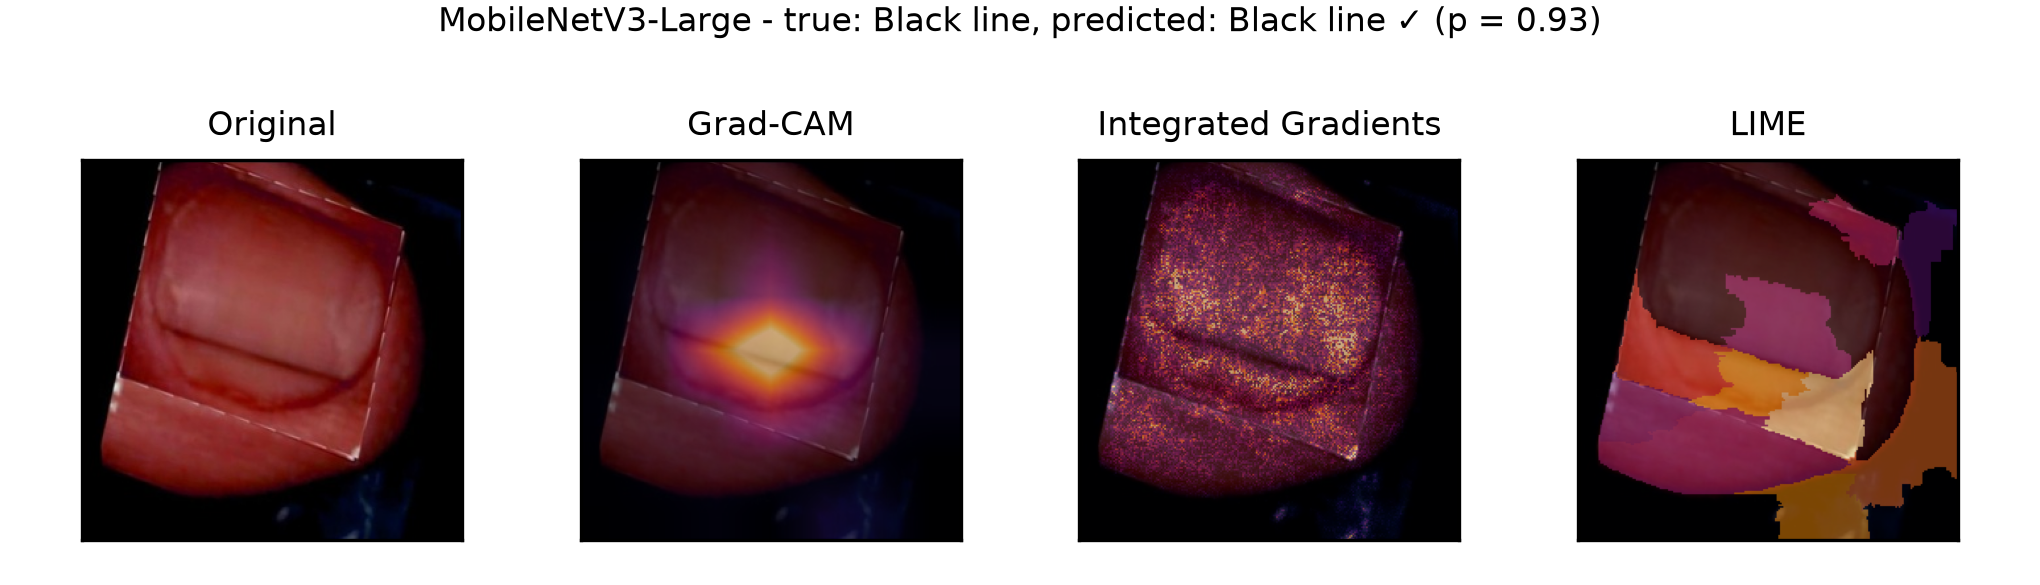 MobileNetV3-Large - true: Black line, predicted: Black line ✓ (p = 0.93)
Original
Grad-CAM
Integrated Gradients
LIME